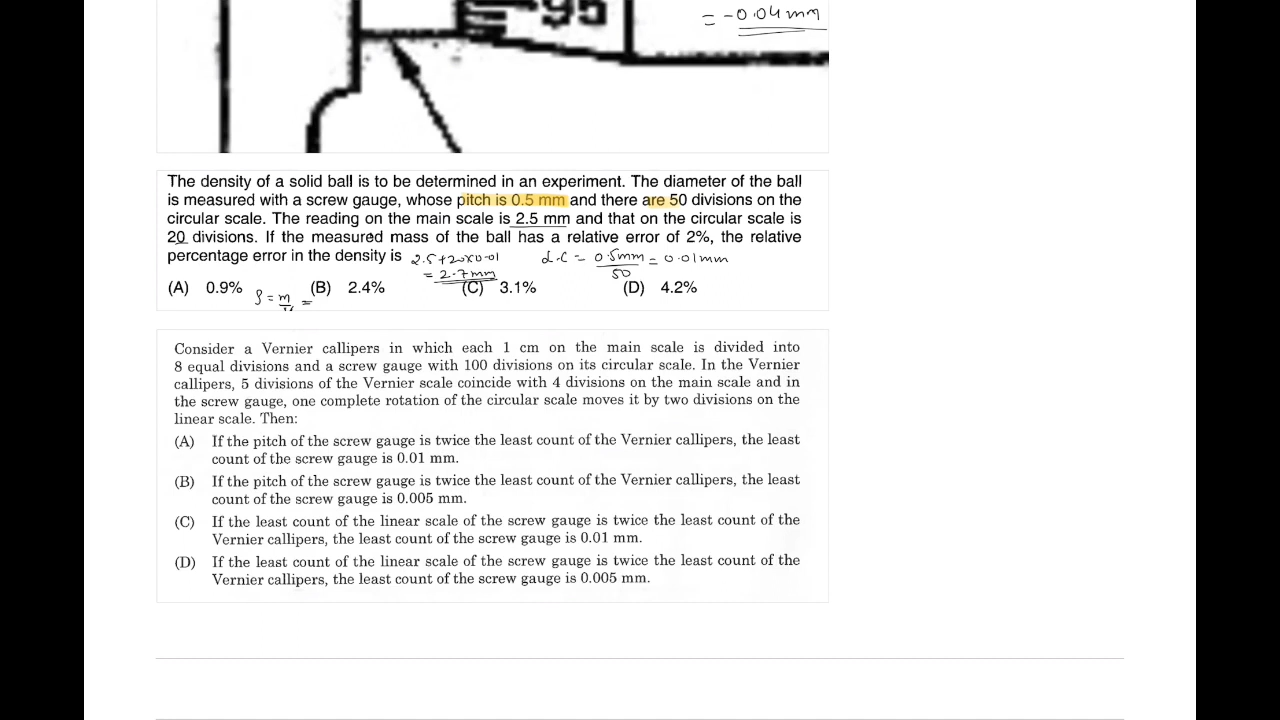 95
= -0.04mm
The density of a solid ball is to be determined in an experiment. The diameter of the ball
is measured with a screw gauge, whose pitch is 0.5 mm and there are 50 divisions on the
circular scale. The reading on the main scale is 2.5 mm and that on the circular scale is
20 divisions. If the measured mass of the ball has a relative error of 2%, the relative
percentage error in the density is 2.5+20x0.01 L.C = 0.5mm/50 = 0.01mm
= 2.7mm
(A) 0.9% (B) 2.4% (C) 3.1% (D) 4.2%
ρ = m/v =
Consider a Vernier callipers in which each 1 cm on the main scale is divided into
8 equal divisions and a screw gauge with 100 divisions on its circular scale. In the Vernier
callipers, 5 divisions of the Vernier scale coincide with 4 divisions on the main scale and in
the screw gauge, one complete rotation of the circular scale moves it by two divisions on the
linear scale. Then:
(A) If the pitch of the screw gauge is twice the least count of the Vernier callipers, the least
count of the screw gauge is 0.01 mm.
(B) If the pitch of the screw gauge is twice the least count of the Vernier callipers, the least
count of the screw gauge is 0.005 mm.
(C) If the least count of the linear scale of the screw gauge is twice the least count of the
Vernier callipers, the least count of the screw gauge is 0.01 mm.
(D) If the least count of the linear scale of the screw gauge is twice the least count of the
Vernier callipers, the least count of the screw gauge is 0.005 mm.